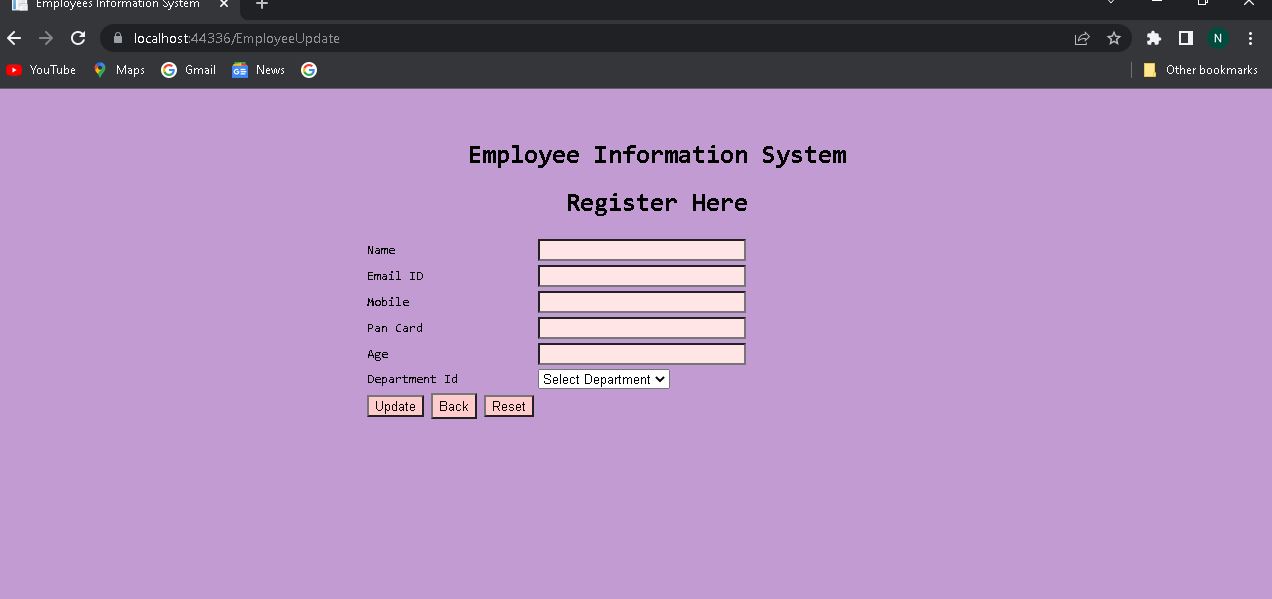 Employees Information System
localhost:44336/EmployeeUpdate
N
YouTube Maps Gmail News Other bookmarks
Employee Information System
Register Here
Name
Email ID
Mobile
Pan Card
Age
Department Id Select Department
Update Back Reset